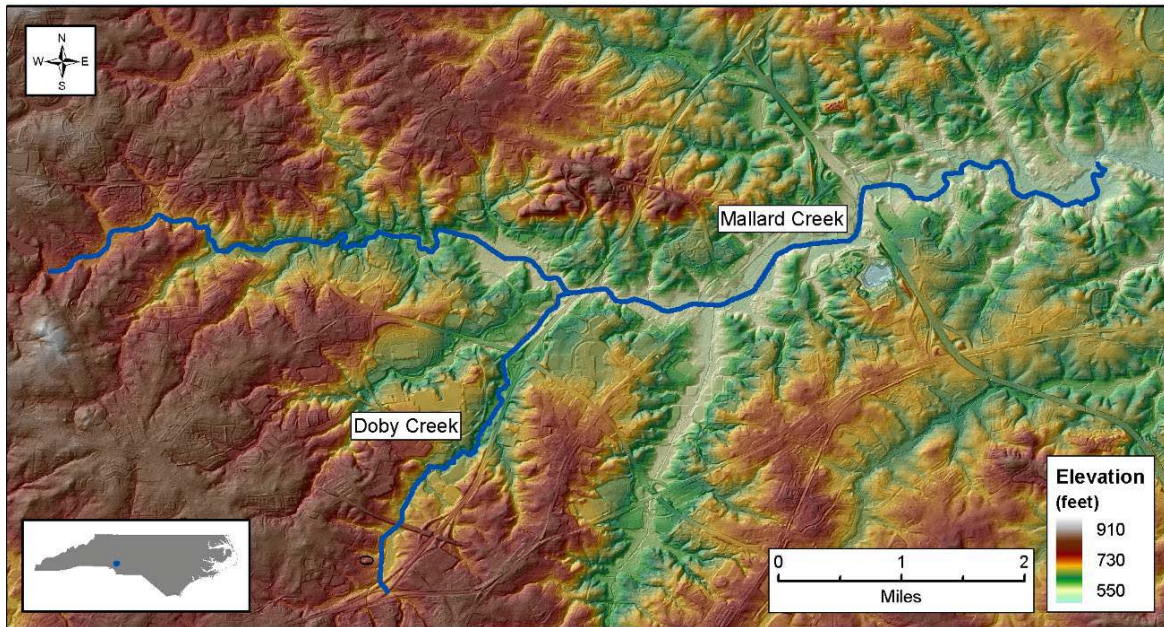 N
W E
S
Mallard Creek
Doby Creek
Elevation
(feet)
910
730
550
0 1 2
Miles